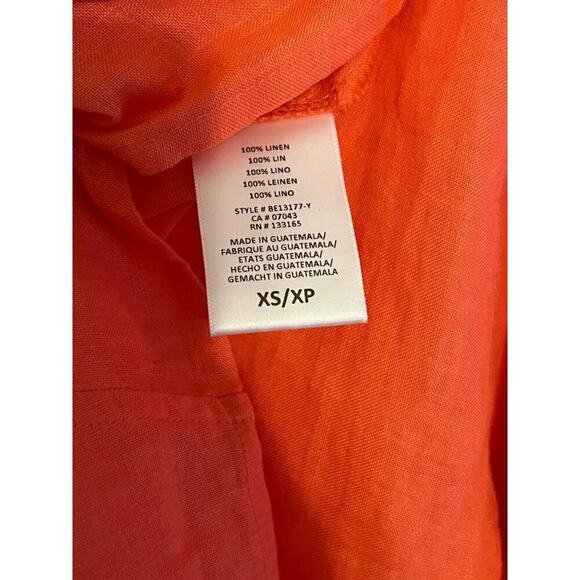 100% LINEN
100% LIN
100% LINO
100% LEINEN
100% LINO
STYLE # BE13177-Y
CA # 07043
RN # 133165
MADE IN GUATEMALA/
FABRIQUE AU GUATEMALA/
ETATS GUATEMALA/
HECHO EN GUATEMALA/
GEMACHT IN GUATEMALA
XS/XP